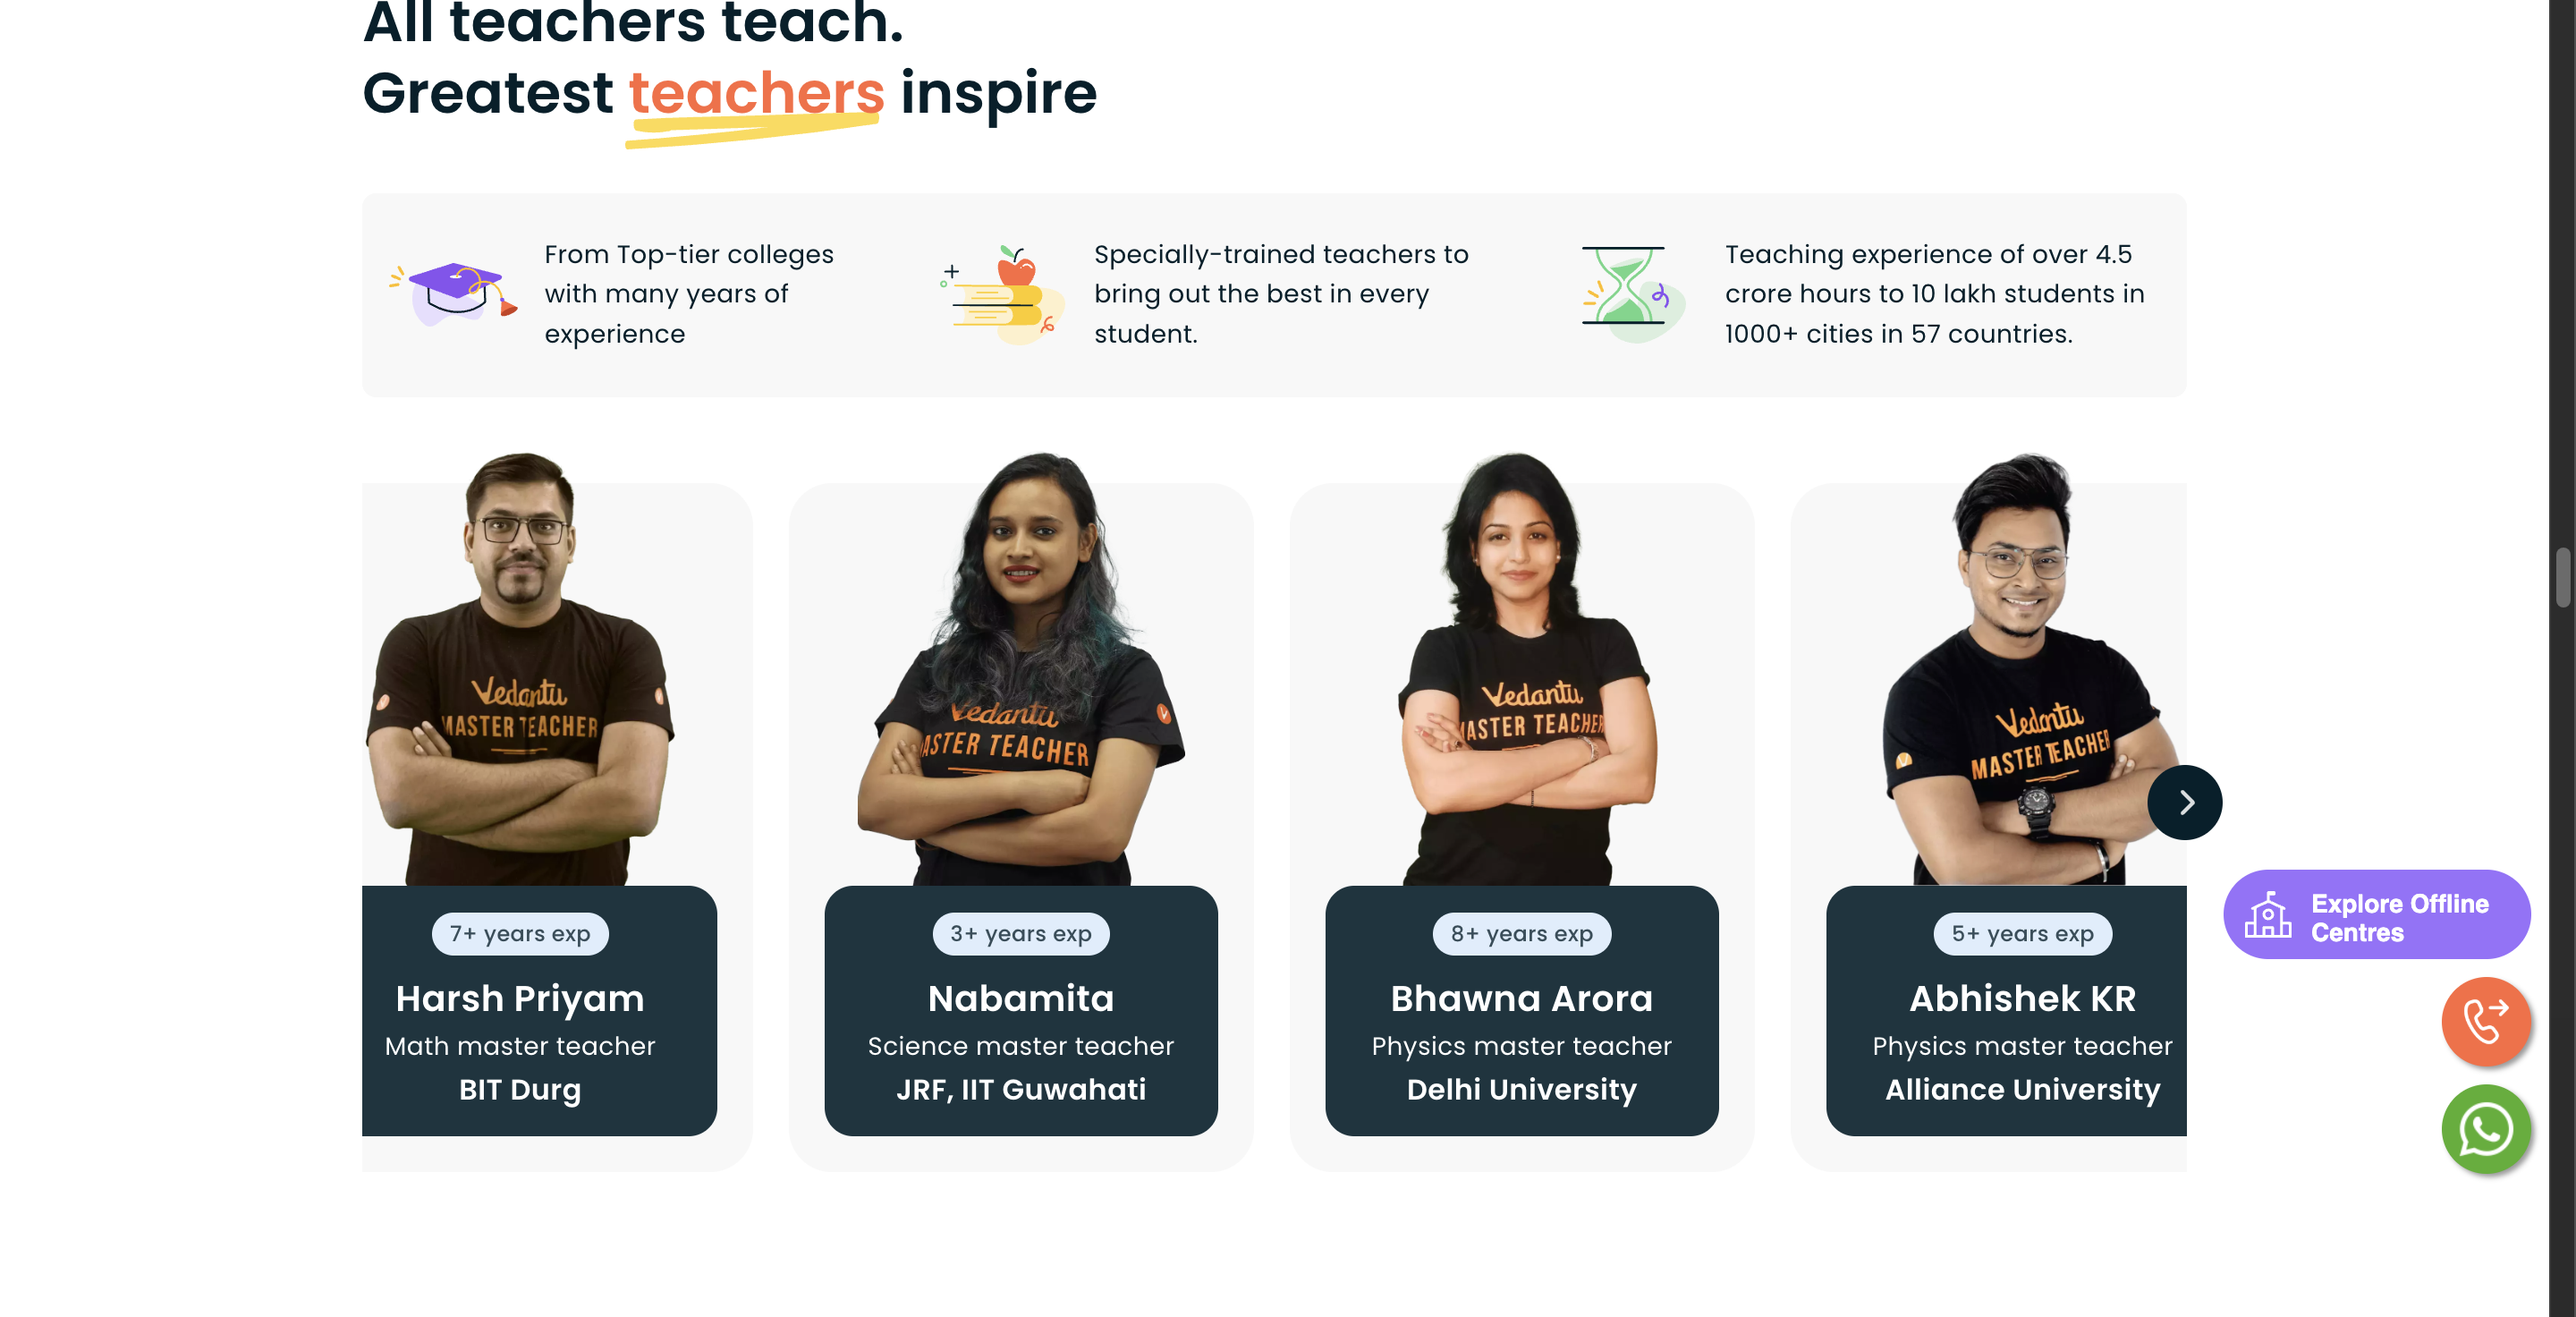 All teachers teach.
Greatest teachers inspire
From Top-tier colleges
with many years of
experience
Specially-trained teachers to
bring out the best in every
student.
Teaching experience of over 4.5
crore hours to 10 lakh students in
1000+ cities in 57 countries.
Vedantu
MASTER TEACHER
Vedantu
ASTER TEACHER
Vedantu
MASTER TEACHER
Vedantu
MASTER TEACHER
7+ years exp
Harsh Priyam
Math master teacher
BIT Durg
3+ years exp
Nabamita
Science master teacher
JRF, IIT Guwahati
8+ years exp
Bhawna Arora
Physics master teacher
Delhi University
5+ years exp
Abhishek KR
Physics master teacher
Alliance University
Explore Offline
Centres